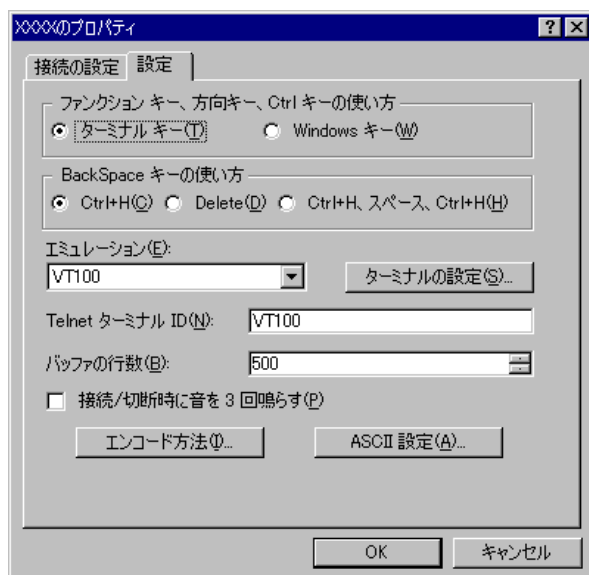 XXXXのプロパティ
接続の設定 設定
ファンクション キー、方向キー、Ctrl キーの使い方
ターミナル キー(T) Windows キー(W)
BackSpace キーの使い方
Ctrl+H(C) Delete(D) Ctrl+H、スペース、Ctrl+H(H)
エミュレーション(E):
VT100 ターミナルの設定(S)...
Telnet ターミナル ID(N): VT100
バッファの行数(B): 500
接続/切断時に音を 3 回鳴らす(P)
エンコード方法(I)... ASCII 設定(A)...
OK キャンセル